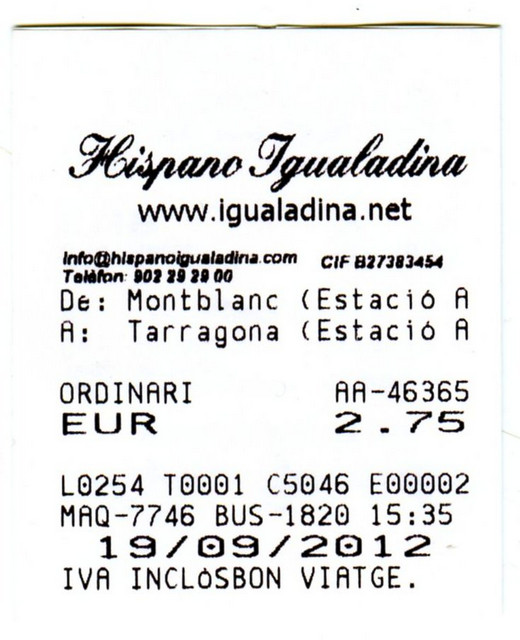 Hispano Igualadina
www.igualadina.net
info@hispanoigualadina.com CIF B27383454
Telèfon: 902 29 29 00
De: Montblanc (Estació A
A: Tarragona (Estació A
ORDINARI AA-46365
EUR 2.75
L0254 T0001 C5046 E00002
MAQ-7746 BUS-1820 15:35
19/09/2012
IVA INCLÒSBON VIATGE.